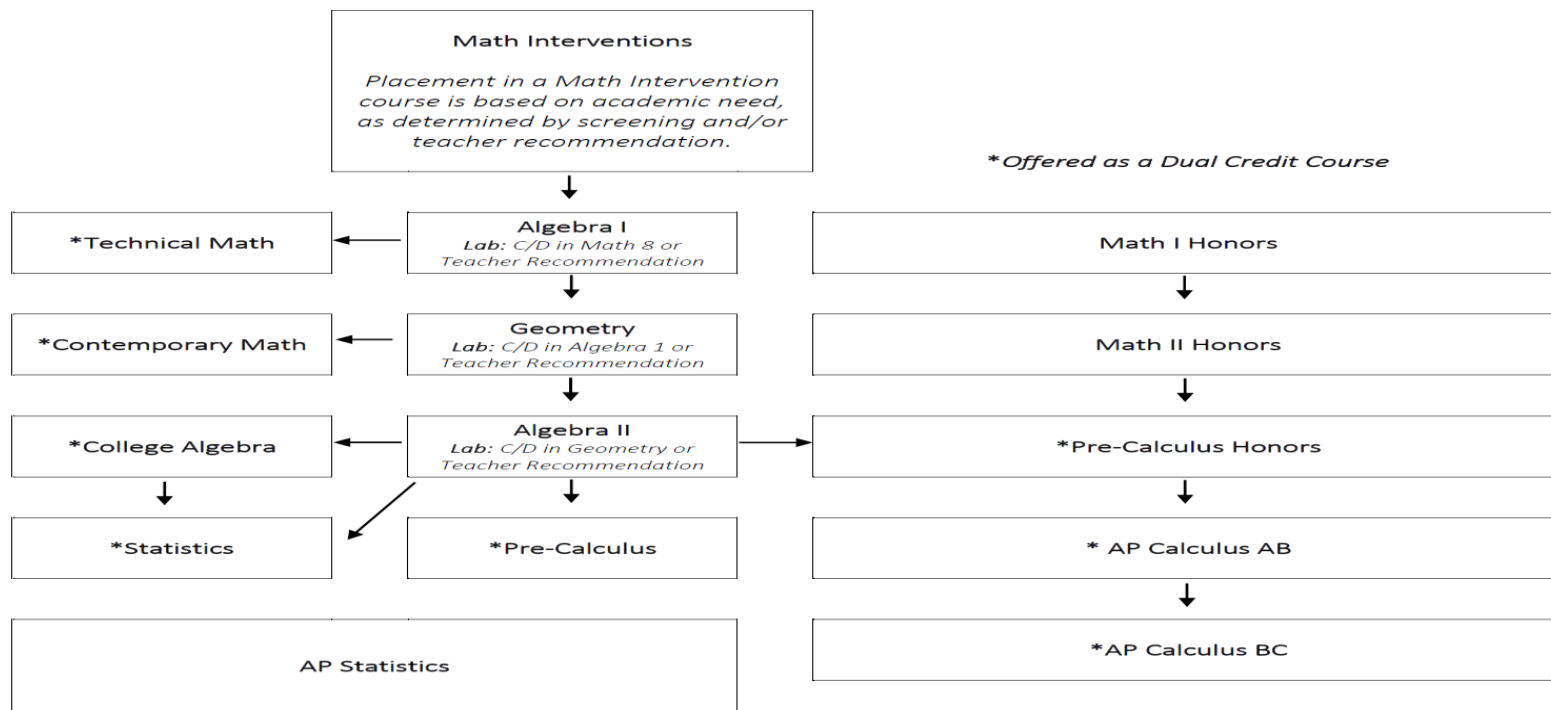 Math Interventions
Placement in a Math Intervention
course is based on academic need,
as determined by screening and/or
teacher recommendation.
*Offered as a Dual Credit Course
*Technical Math
Algebra I
Lab: C/D in Math 8 or
Teacher Recommendation
Math I Honors
*Contemporary Math
Geometry
Lab: C/D in Algebra 1 or
Teacher Recommendation
Math II Honors
*College Algebra
Algebra II
Lab: C/D in Geometry or
Teacher Recommendation
*Pre-Calculus Honors
*Statistics
*Pre-Calculus
* AP Calculus AB
AP Statistics
*AP Calculus BC